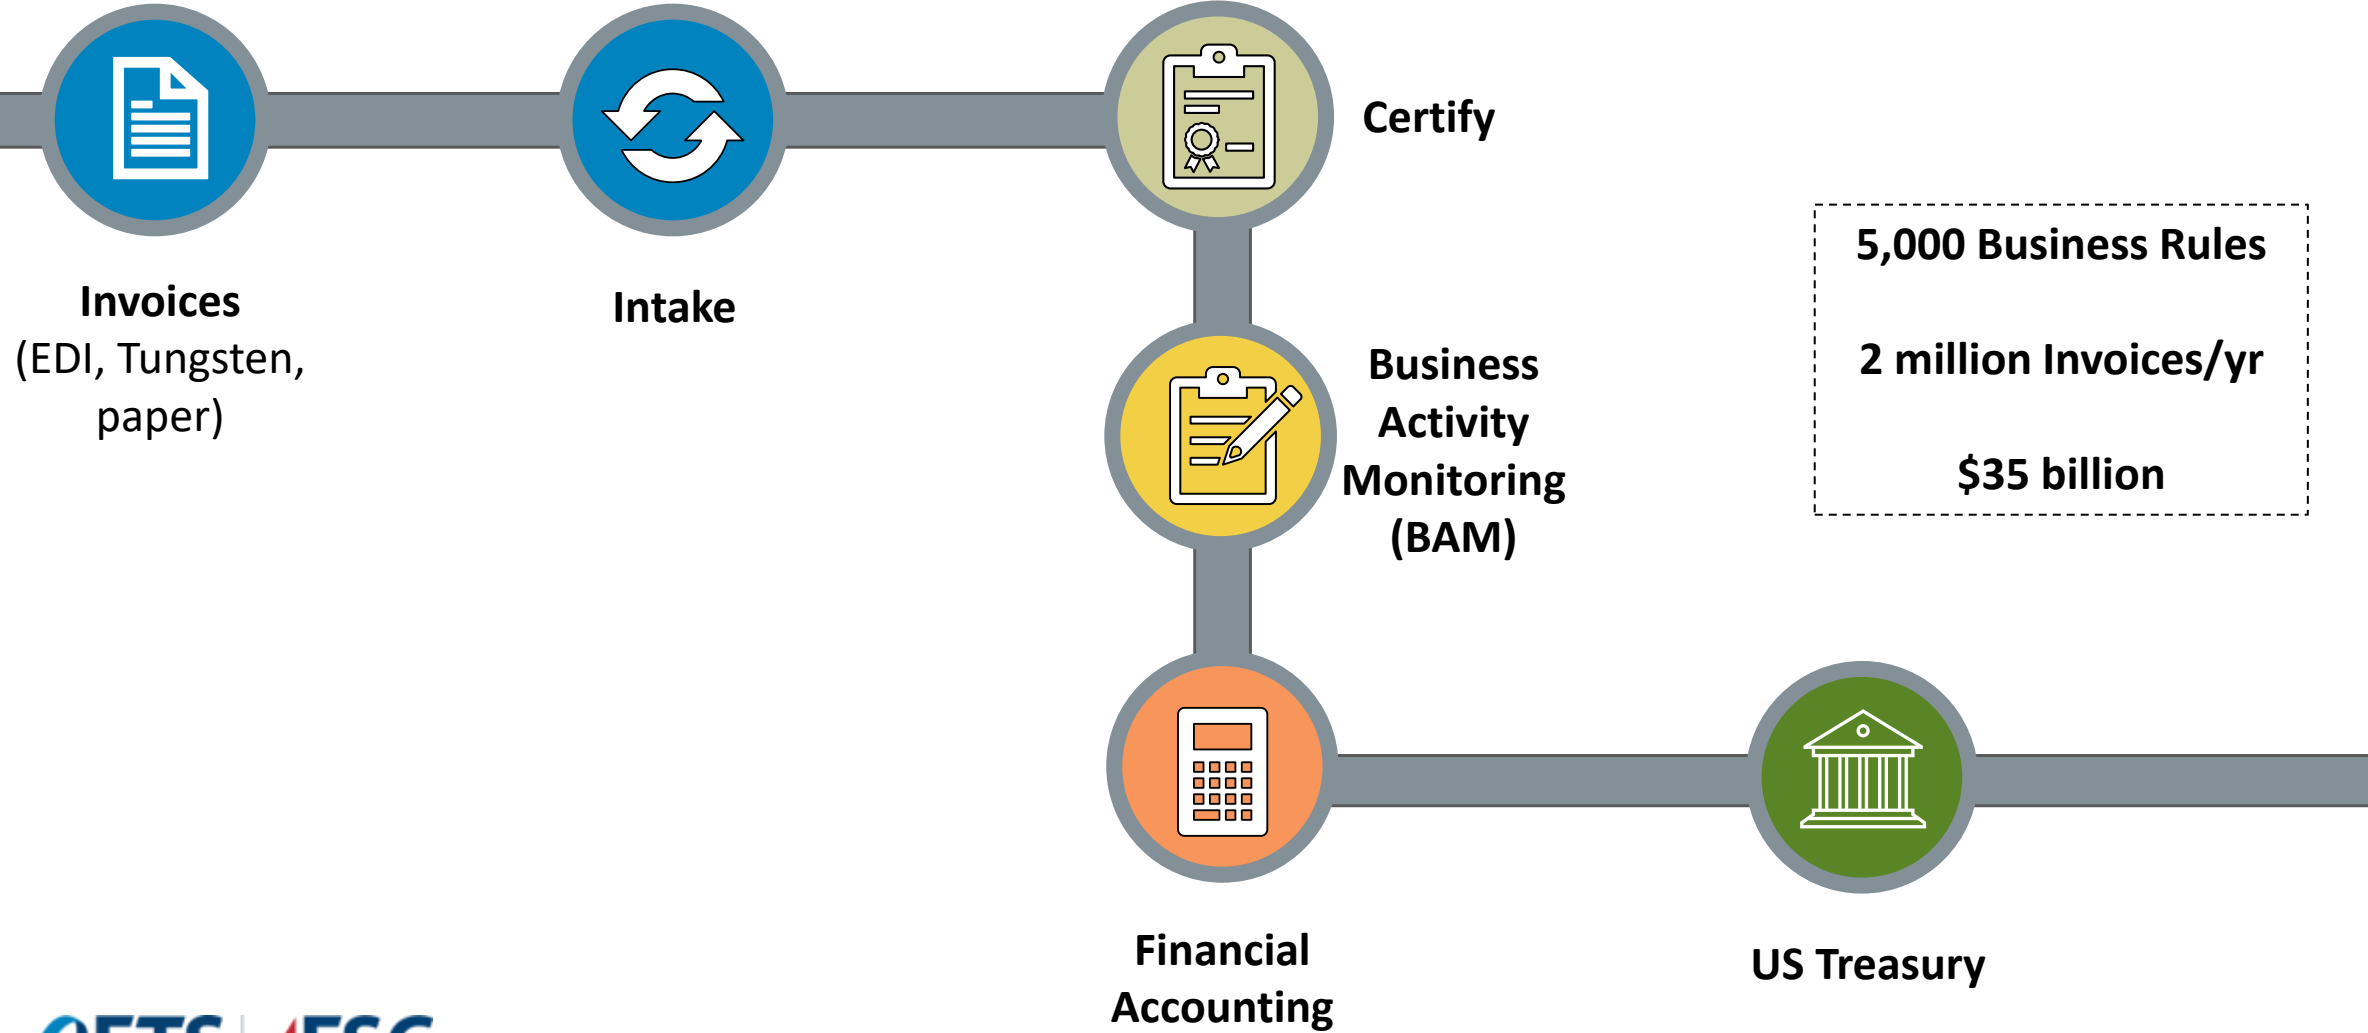 Invoices
(EDI, Tungsten,
paper)
Intake
Certify
Business
Activity
Monitoring
(BAM)
5,000 Business Rules
2 million Invoices/yr
$35 billion
Financial
Accounting
US Treasury